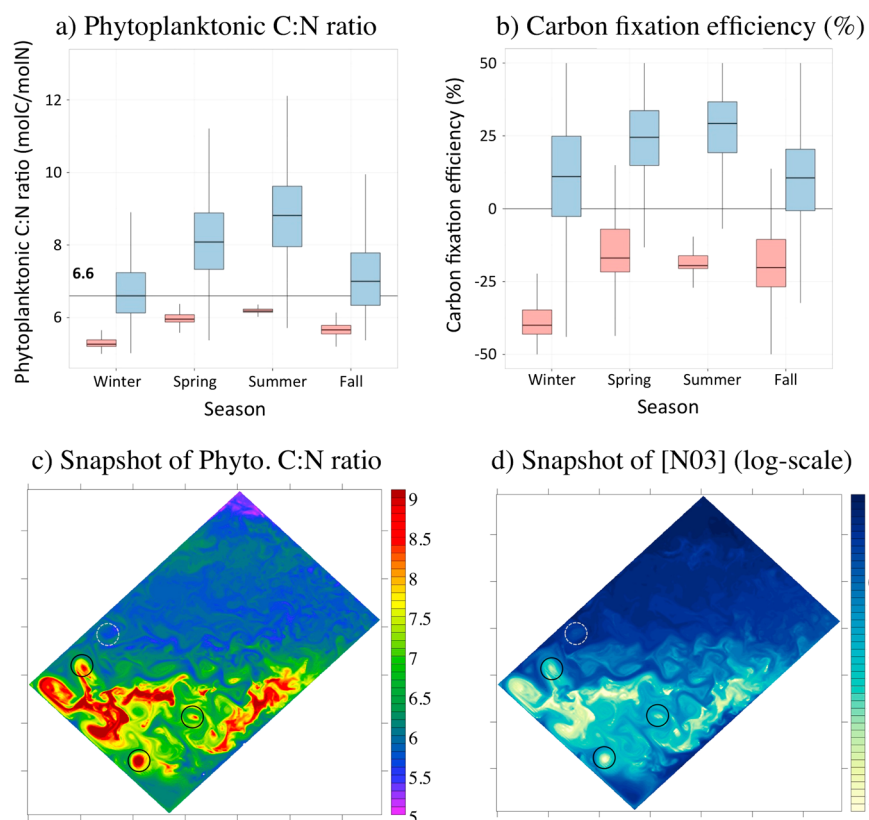 a) Phytoplanktonic C:N ratio
Phytoplanktonic C:N ratio (molC/molN)
12
10
8
6
6.6
Winter Spring Summer Fall
Season
b) Carbon fixation efficiency (%)
Carbon fixation efficiency (%)
50
25
0
-25
-50
Winter Spring Summer Fall
Season
c) Snapshot of Phyto. C:N ratio
9
8.5
8
7.5
7
6.5
6
5.5
5
d) Snapshot of [N03] (log-scale)